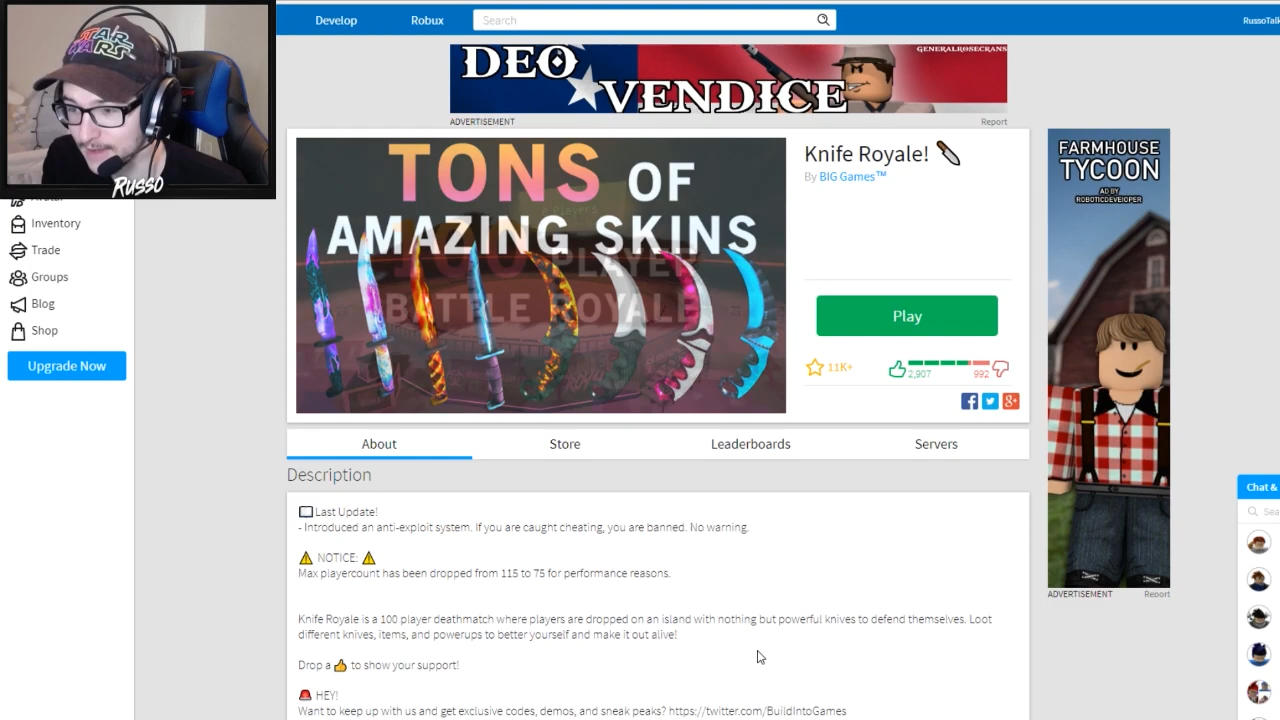 STAR
WARS
RUSSO
Develop
Robux
Search
RussoTalk
DEO
VENDICE
GENERALROSECRANS
ADVERTISEMENT
Report
TONS OF
AMAZING SKINS
100 PLAYER
BATTLE ROYALE
Knife Royale!
By BIG Games™
Play
11K+
2,907
992
FARMHOUSE
TYCOON
AD BY
ROBOTICDEVELOPER
ADVERTISEMENT
Report
Avatar
Inventory
Trade
Groups
Blog
Shop
Upgrade Now
About
Store
Leaderboards
Servers
Description
Last Update!
- Introduced an anti-exploit system. If you are caught cheating, you are banned. No warning.
NOTICE:
Max playercount has been dropped from 115 to 75 for performance reasons.
Knife Royale is a 100 player deathmatch where players are dropped on an island with nothing but powerful knives to defend themselves. Loot
different knives, items, and powerups to better yourself and make it out alive!
Drop a 👍 to show your support!
HEY!
Want to keep up with us and get exclusive codes, demos, and sneak peaks? https://twitter.com/BuildIntoGames
Chat &
Sea